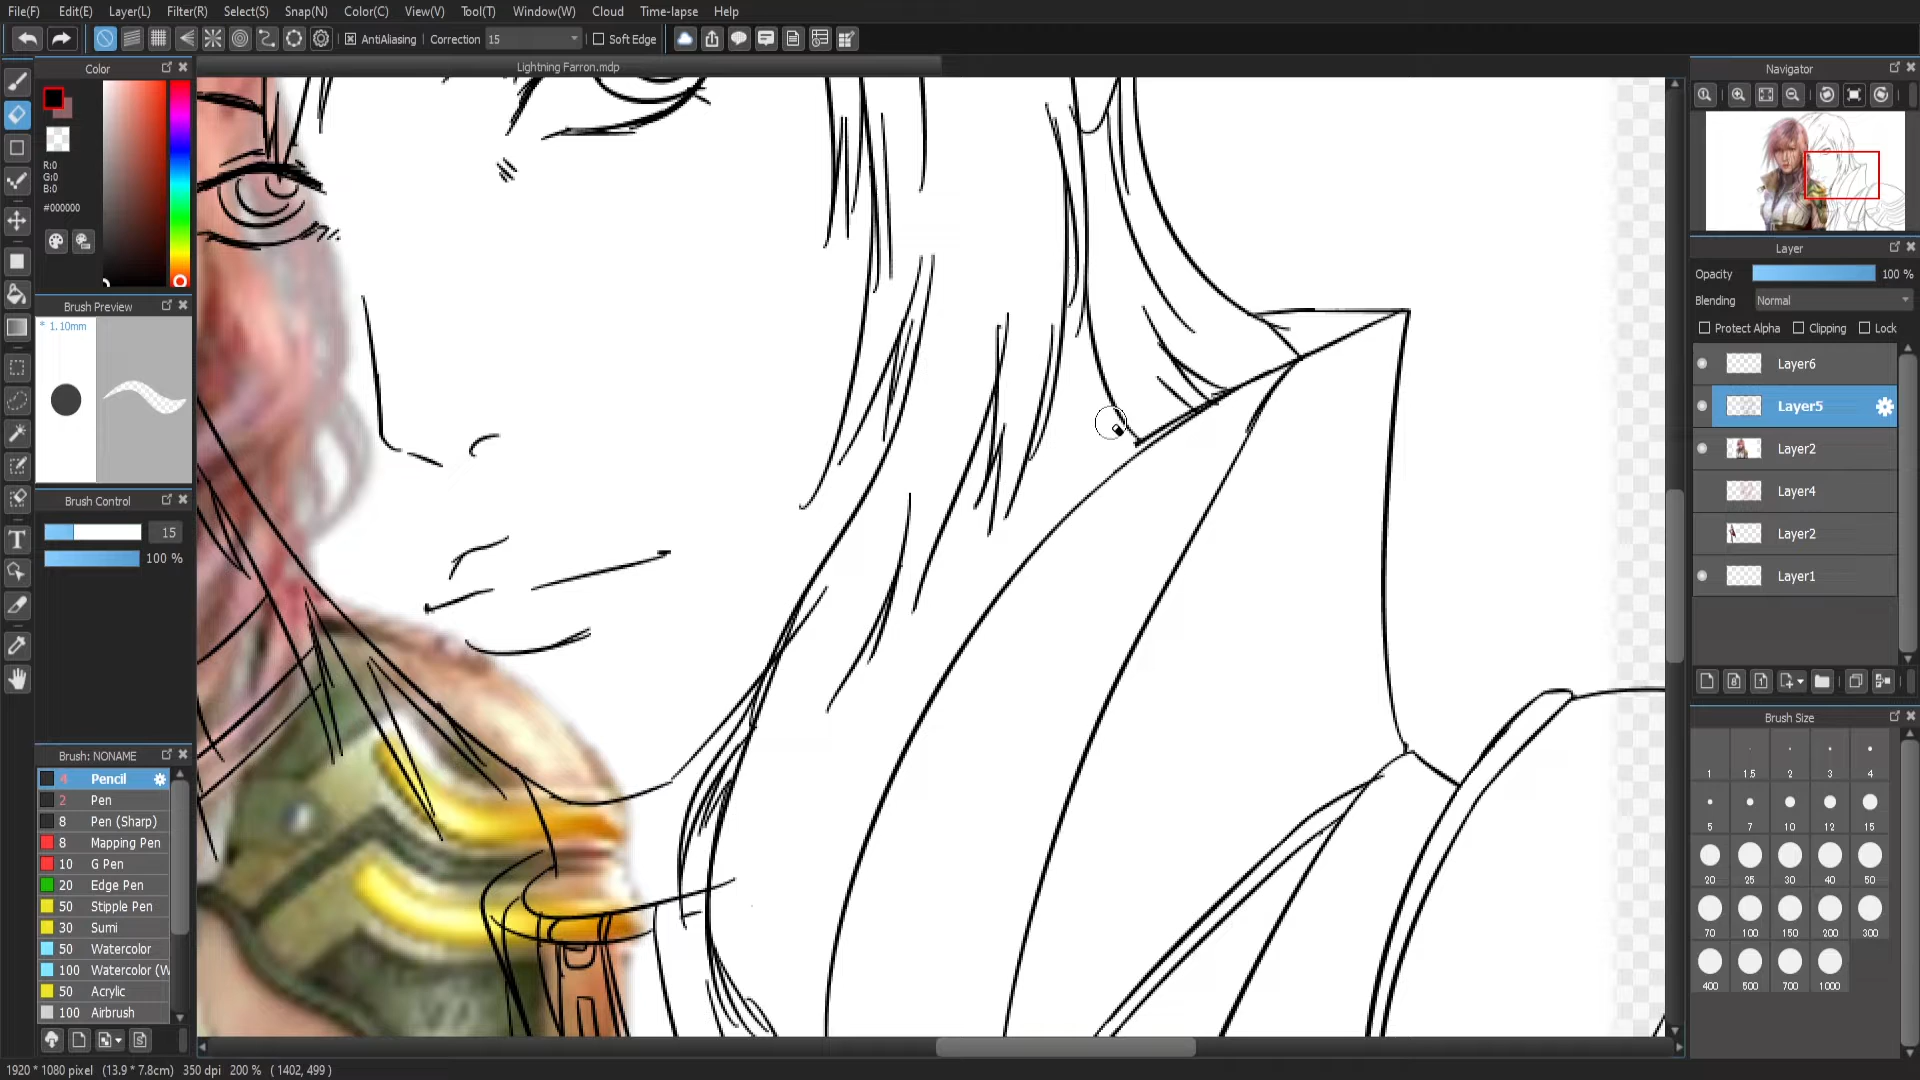 File(F) Edit(E) Layer(L) Filter(R) Select(S) Snap(N) Color(C) View(V) Tool(T) Window(W) Cloud Time-lapse Help
AntiAliasing Correction 15 Soft Edge
Color
R:0
G:0
B:0
#000000
Brush Preview
* 1.10mm
Brush Control
15
100 %
Brush: NONAME
4 Pencil
2 Pen
8 Pen (Sharp)
8 Mapping Pen
10 G Pen
20 Edge Pen
50 Stipple Pen
30 Sumi
50 Watercolor
100 Watercolor (W
50 Acrylic
100 Airbrush
Lightning Farron.mdp
Navigator
Layer
Opacity 100 %
Blending Normal
Protect Alpha Clipping Lock
Layer6
Layer5
Layer2
Layer4
Layer2
Layer1
Brush Size
1 1.5 2 3 4
5 7 10 12 15
20 25 30 40 50
70 100 150 200 300
400 500 700 1000
1920 * 1080 pixel (13.9 * 7.8cm) 350 dpi 200 % ( 1402, 499 )